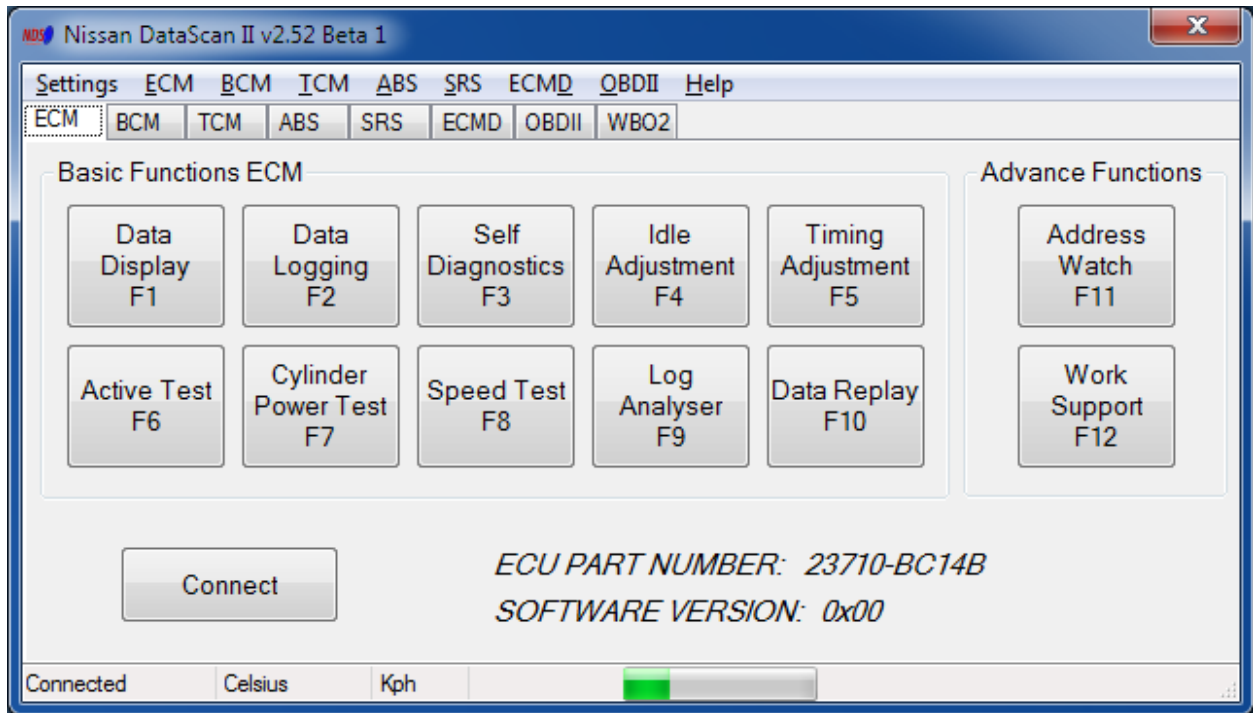 NDS Nissan DataScan II v2.52 Beta 1
Settings ECM BCM TCM ABS SRS ECMD OBDII Help
ECM BCM TCM ABS SRS ECMD OBDII WBO2
Basic Functions ECM
Data
Display
F1
Data
Logging
F2
Self
Diagnostics
F3
Idle
Adjustment
F4
Timing
Adjustment
F5
Active Test
F6
Cylinder
Power Test
F7
Speed Test
F8
Log
Analyser
F9
Data Replay
F10
Advance Functions
Address
Watch
F11
Work
Support
F12
Connect
ECU PART NUMBER: 23710-BC14B
SOFTWARE VERSION: 0x00
Connected Celsius Kph